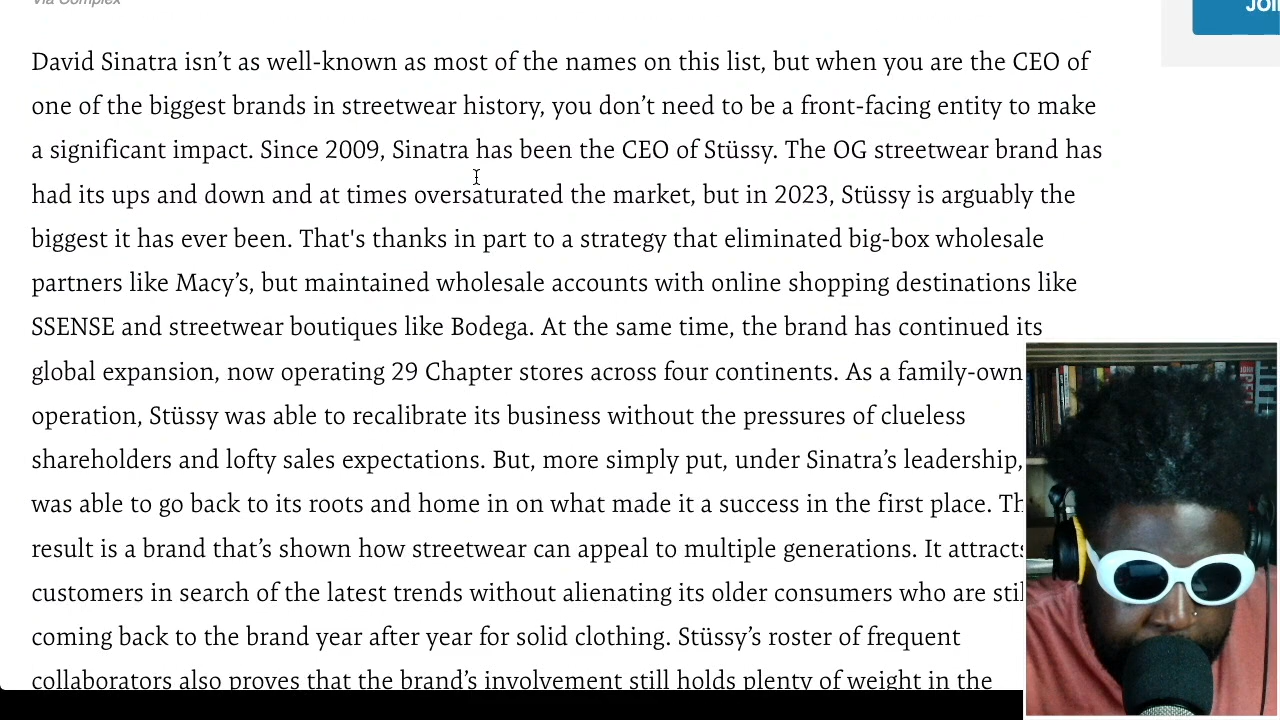 Via Complex
JOI
David Sinatra isn’t as well-known as most of the names on this list, but when you are the CEO of
one of the biggest brands in streetwear history, you don’t need to be a front-facing entity to make
a significant impact. Since 2009, Sinatra has been the CEO of Stüssy. The OG streetwear brand has
had its ups and down and at times oversaturated the market, but in 2023, Stüssy is arguably the
biggest it has ever been. That's thanks in part to a strategy that eliminated big-box wholesale
partners like Macy’s, but maintained wholesale accounts with online shopping destinations like
SSENSE and streetwear boutiques like Bodega. At the same time, the brand has continued its
global expansion, now operating 29 Chapter stores across four continents. As a family-own
operation, Stüssy was able to recalibrate its business without the pressures of clueless
shareholders and lofty sales expectations. But, more simply put, under Sinatra’s leadership,
was able to go back to its roots and home in on what made it a success in the first place. Th
result is a brand that’s shown how streetwear can appeal to multiple generations. It attracts
customers in search of the latest trends without alienating its older consumers who are stil
coming back to the brand year after year for solid clothing. Stüssy’s roster of frequent
collaborators also proves that the brand’s involvement still holds plenty of weight in the